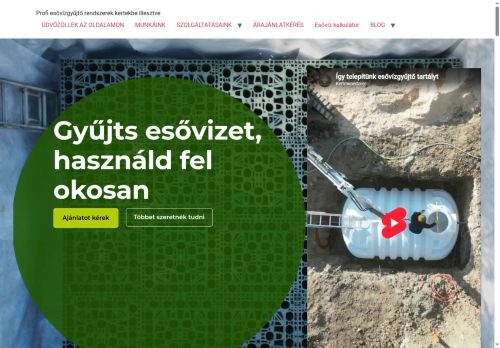 Profi esővízgyűjtő rendszerek kertekbe illesztve
ÜDVÖZÖLLEK AZ OLDALAMON MUNKÁINK SZOLGÁLTATÁSAINK ÁRAJÁNLATKÉRÉS Esővíz kalkulátor BLOG
Így telepítünk esővízgyűjtő tartályt
Gyűjts esővizet,
használd fel
okosan
Ajánlatot kérek
Többet szeretnék tudni